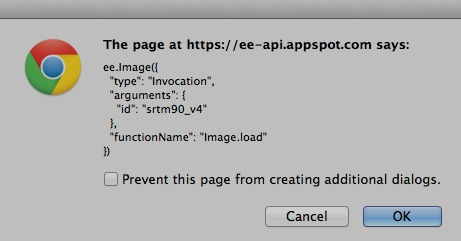 The page at https://ee-api.appspot.com says:
ee.Image({
  "type": "Invocation",
  "arguments": {
    "id": "srtm90_v4"
  },
  "functionName": "Image.load"
})
Prevent this page from creating additional dialogs.
Cancel
OK